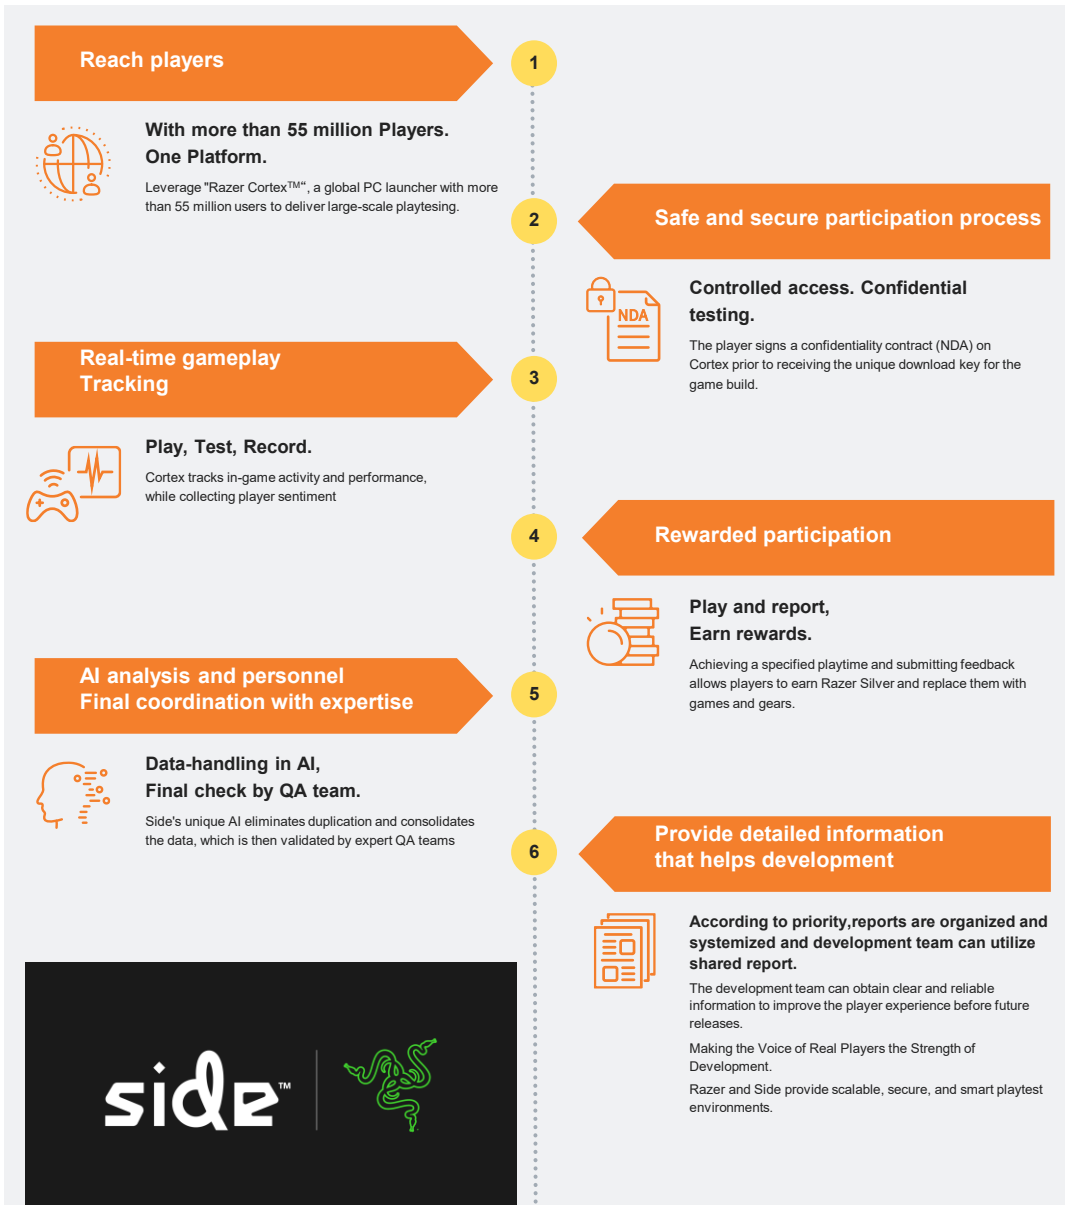 Reach players
1
With more than 55 million Players.
One Platform.
Leverage "Razer Cortex™“, a global PC launcher with more
than 55 million users to deliver large-scale playtesing.
2
Safe and secure participation process
Controlled access. Confidential
testing.
NDA
The player signs a confidentiality contract (NDA) on
Cortex prior to receiving the unique download key for the
game build.
Real-time gameplay
Tracking
3
Play, Test, Record.
Cortex tracks in-game activity and performance,
while collecting player sentiment
4
Rewarded participation
Play and report,
Earn rewards.
Achieving a specified playtime and submitting feedback
allows players to earn Razer Silver and replace them with
games and gears.
AI analysis and personnel
Final coordination with expertise
5
Data-handling in AI,
Final check by QA team.
Side's unique AI eliminates duplication and consolidates
the data, which is then validated by expert QA teams
6
Provide detailed information
that helps development
According to priority,reports are organized and
systemized and development team can utilize
shared report.
The development team can obtain clear and reliable
information to improve the player experience before future
releases.
Making the Voice of Real Players the Strength of
Development.
Razer and Side provide scalable, secure, and smart playtest
environments.
side™